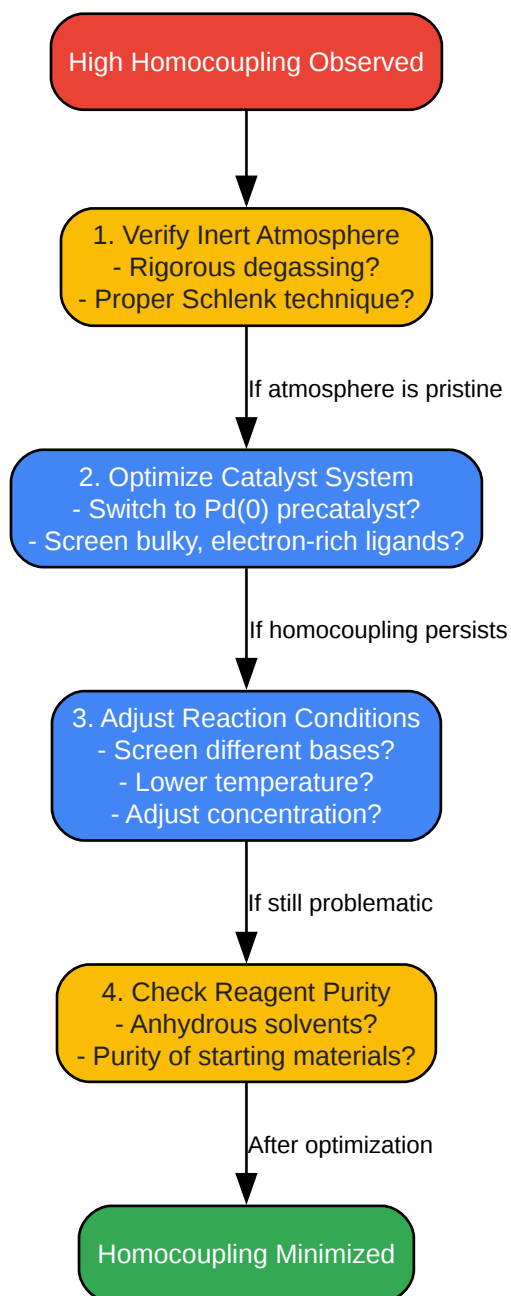 High Homocoupling Observed
1. Verify Inert Atmosphere
- Rigorous degassing?
- Proper Schlenk technique?
If atmosphere is pristine
2. Optimize Catalyst System
- Switch to Pd(0) precatalyst?
- Screen bulky, electron-rich ligands?
If homocoupling persists
3. Adjust Reaction Conditions
- Screen different bases?
- Lower temperature?
- Adjust concentration?
If still problematic
4. Check Reagent Purity
- Anhydrous solvents?
- Purity of starting materials?
After optimization
Homocoupling Minimized